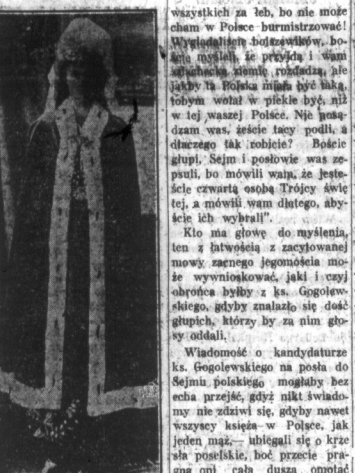 wszystkich za łeb, bo nie może
cham w Polsce burmistrzować!
Wyglądaliście bolszewików, bo-
ście myśleli, że przyjdą i wam
szlachecką ziemię rozdadzą, ale
jakby ta Polska miała być taką,
tobym wolał w piekle być, niż
w tej waszej Polsce. Nie posą-
dzam was, żeście tacy podli, a
dlaczego tak robicie? Boście
głupi, Sejm i posłowie was ze-
psuli, bo mówili wam, że jeste-
ście czwartą osobą Trójcy świę
tej, a mówili wam dlatego, aby-
ście ich wybrali".
Kto ma głowę do myślenia,
ten z łatwością z zacytowanej
mowy zacnego jegomościa mo-
że wywnioskować, jaki i czyj
obrońca byłby z ks. Gogolew-
skiego, gdyby znalazło się dość
głupich, którzy by za nim gło-
sy oddali.
Wiadomość o kandydaturze
ks. Gogolewskiego na posła do
Sejmu polskiego mogłaby bez
echa przejść, gdyż nikt świado-
my nie zdziwi się, gdyby nawet
wszyscy księża w Polsce, jak
jeden mąż,— ubiegali się o krze
sła poselskie, boć przecie pra-
gną oni całą duszą opętać